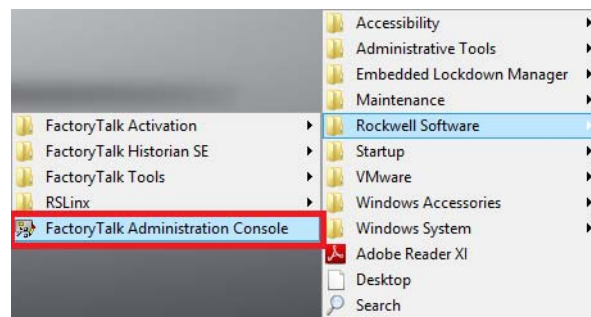 Accessibility
Administrative Tools
Embedded Lockdown Manager
Maintenance
Rockwell Software
Startup
VMware
Windows Accessories
Windows System
Adobe Reader XI
Desktop
Search
FactoryTalk Activation
FactoryTalk Historian SE
FactoryTalk Tools
RSLinx
FactoryTalk Administration Console